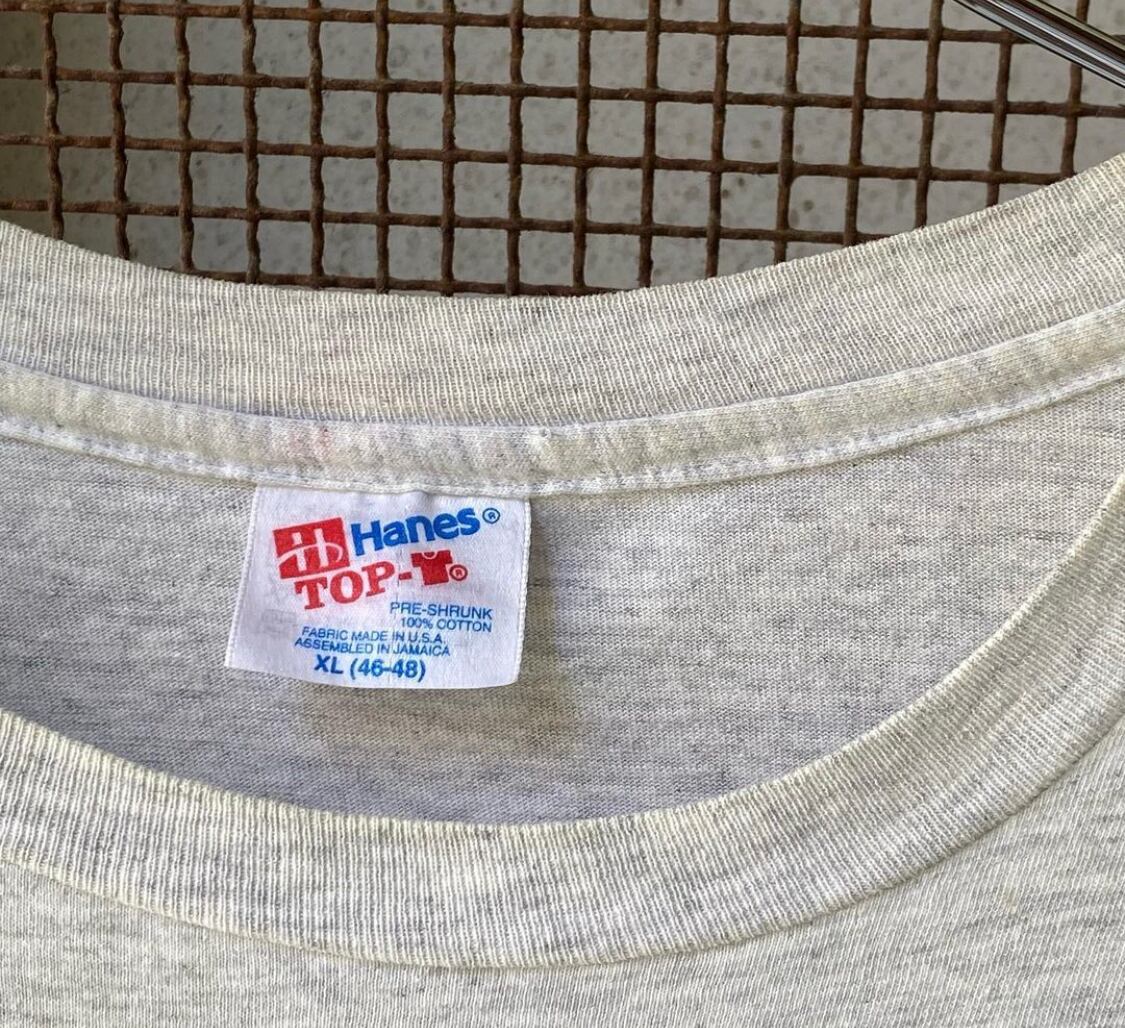 Hanes®
TOP-®
PRE-SHRUNK
100% COTTON
FABRIC MADE IN U.S.A.
ASSEMBLED IN JAMAICA
XL (46-48)